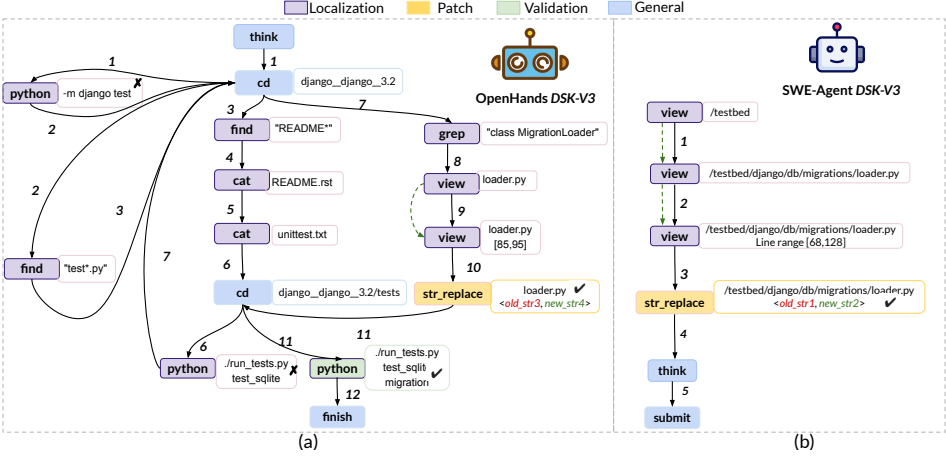 Localization
Patch
Validation
General
think
1
1
cd
django__django__3.2
python
-m django test ✘
2
3
7
find
"README*"
grep
"class MigrationLoader"
4
8
cat
README.rst
view
loader.py
2
3
5
9
cat
unittest.txt
view
loader.py
[85,95]
7
6
10
find
"test*.py"
cd
django__django__3.2/tests
str_replace
loader.py ✔
<old_str3, new_str4>
6
11
11
python
./run_tests.py
test_sqlite ✘
python
./run_tests.py
test_sqlit
migration ✔
12
finish
OpenHands DSK-V3
(a)
SWE-Agent DSK-V3
view
/testbed
1
view
/testbed/django/db/migrations/loader.py
2
view
/testbed/django/db/migrations/loader.py
Line range [68,128]
3
str_replace
/testbed/django/db/migrations/loader.py
<old_str1, new_str2> ✔
4
think
5
submit
(b)